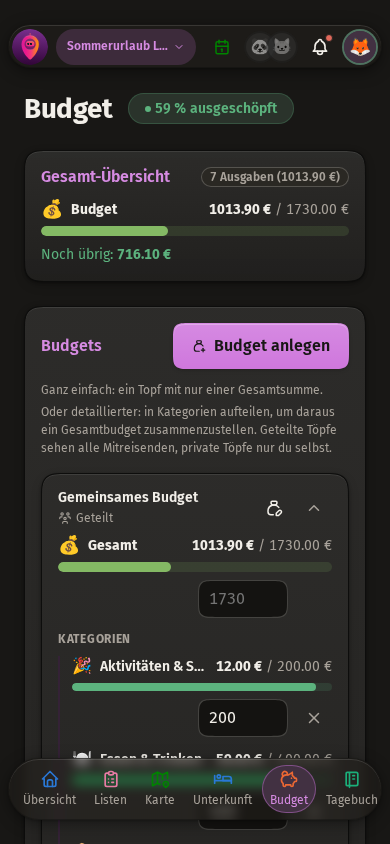 Sommerurlaub L...
Budget
59 % ausgeschöpft
Gesamt-Übersicht
7 Ausgaben (1013.90 €)
Budget
1013.90 € / 1730.00 €
Noch übrig: 716.10 €
Budgets
Budget anlegen
Ganz einfach: ein Topf mit nur einer Gesamtsumme.
Oder detaillierter: in Kategorien aufteilen, um daraus
ein Gesamtbudget zusammenzustellen. Geteilte Töpfe
sehen alle Mitreisenden, private Töpfe nur du selbst.
Gemeinsames Budget
Geteilt
Gesamt
1013.90 € / 1730.00 €
1730
KATEGORIEN
Aktivitäten & S...
12.00 € / 200.00 €
200
Essen & Trinken
Übersicht
Listen
Karte
Unterkunft
Budget
Tagebuch